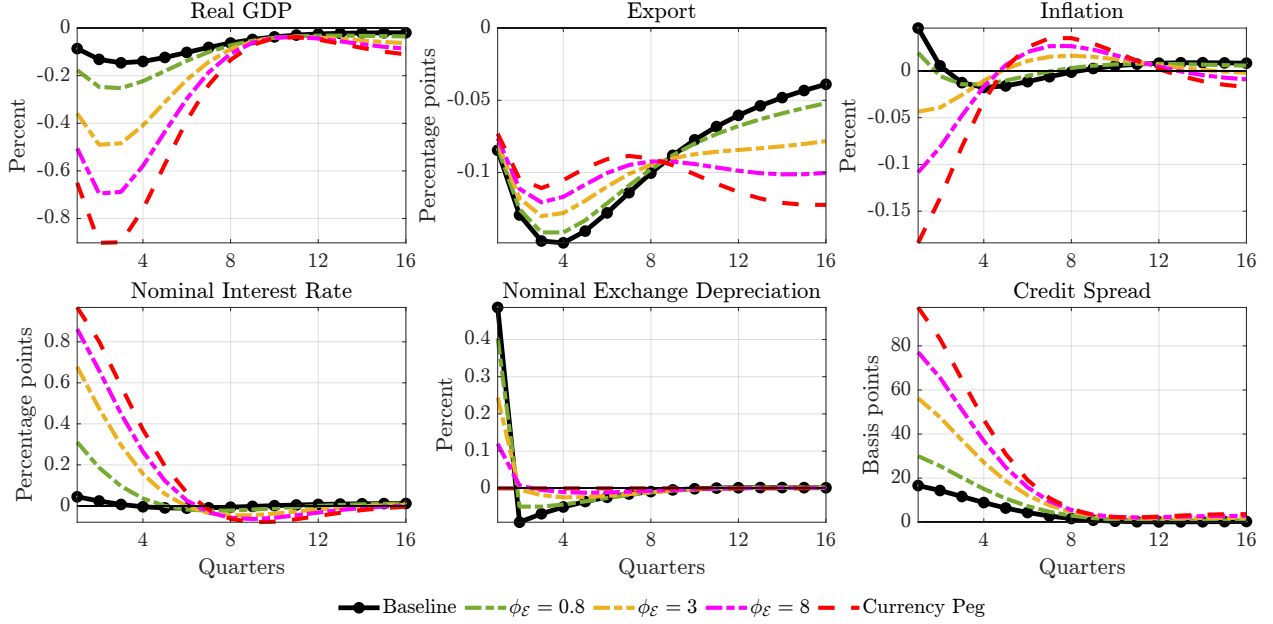 Real GDP
Export
Inflation
Percent
0
-0.2
-0.4
-0.6
-0.8
4
8
12
16
Percentage points
0
-0.05
-0.1
4
8
12
16
Percent
0.05
0
-0.05
-0.1
-0.15
4
8
12
16
Nominal Interest Rate
Nominal Exchange Depreciation
Credit Spread
Percentage points
0.8
0.6
0.4
0.2
0
4
8
12
16
Quarters
Percent
0.4
0.3
0.2
0.1
0
4
8
12
16
Quarters
Basis points
80
60
40
20
0
4
8
12
16
Quarters
Baseline
ϕ_ℰ = 0.8
ϕ_ℰ = 3
ϕ_ℰ = 8
Currency Peg